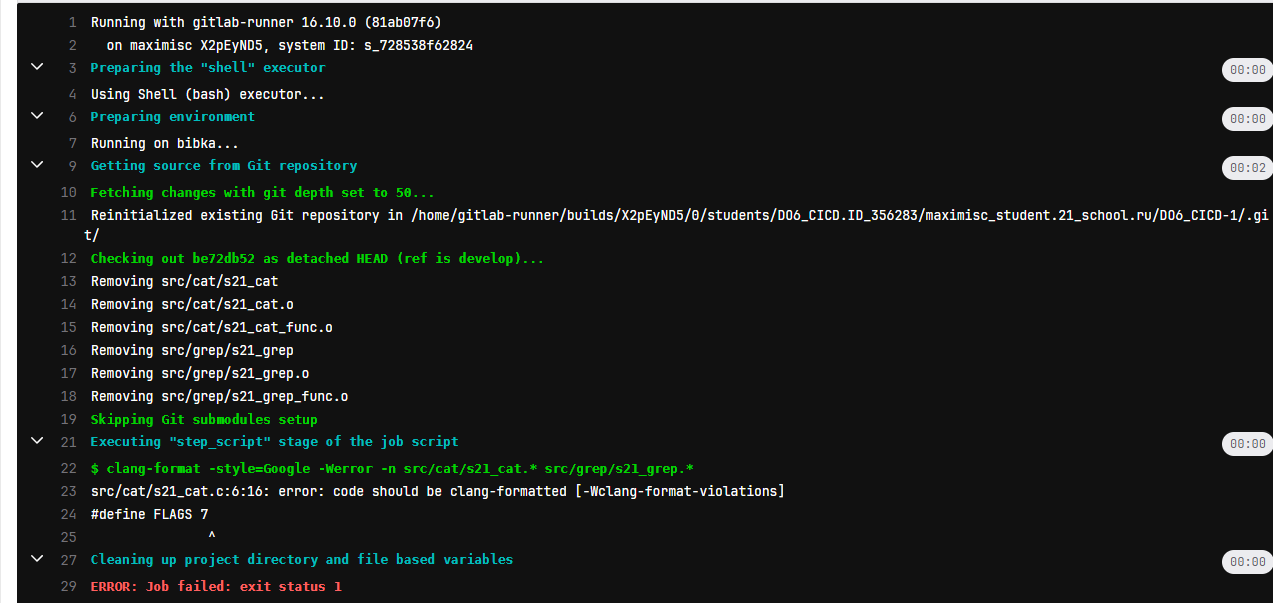 1 Running with gitlab-runner 16.10.0 (81ab07f6)
2 on maximisc X2pEyND5, system ID: s_728538f62824
3 Preparing the "shell" executor 00:00
4 Using Shell (bash) executor...
6 Preparing environment 00:00
7 Running on bibka...
9 Getting source from Git repository 00:02
10 Fetching changes with git depth set to 50...
11 Reinitialized existing Git repository in /home/gitlab-runner/builds/X2pEyND5/0/students/DO6_CICD.ID_356283/maximisc_student.21_school.ru/DO6_CICD-1/.gi
t/
12 Checking out be72db52 as detached HEAD (ref is develop)...
13 Removing src/cat/s21_cat
14 Removing src/cat/s21_cat.o
15 Removing src/cat/s21_cat_func.o
16 Removing src/grep/s21_grep
17 Removing src/grep/s21_grep.o
18 Removing src/grep/s21_grep_func.o
19 Skipping Git submodules setup
21 Executing "step_script" stage of the job script 00:00
22 $ clang-format -style=Google -Werror -n src/cat/s21_cat.* src/grep/s21_grep.*
23 src/cat/s21_cat.c:6:16: error: code should be clang-formatted [-Wclang-format-violations]
24 #define FLAGS 7
25 ^
27 Cleaning up project directory and file based variables 00:00
29 ERROR: Job failed: exit status 1